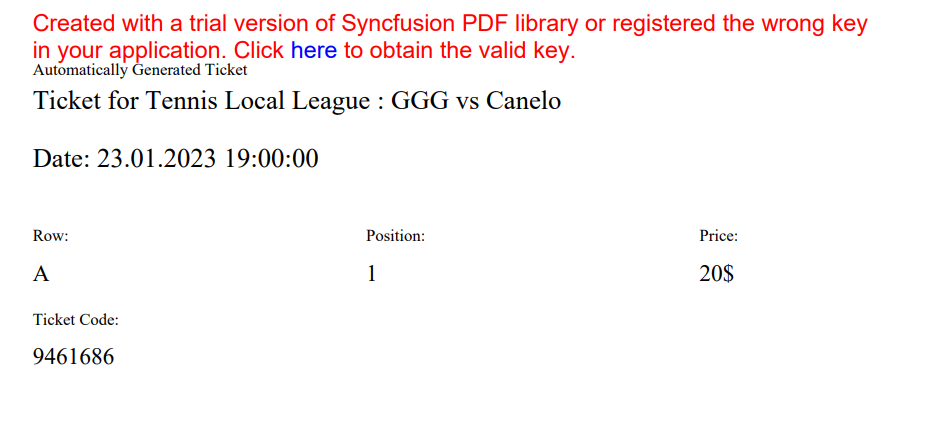 Created with a trial version of Syncfusion PDF library or registered the wrong key
in your application. Click here to obtain the valid key.
Automatically Generated Ticket
Ticket for Tennis Local League : GGG vs Canelo
Date: 23.01.2023 19:00:00
Row: Position: Price:
A 1 20$
Ticket Code:
9461686